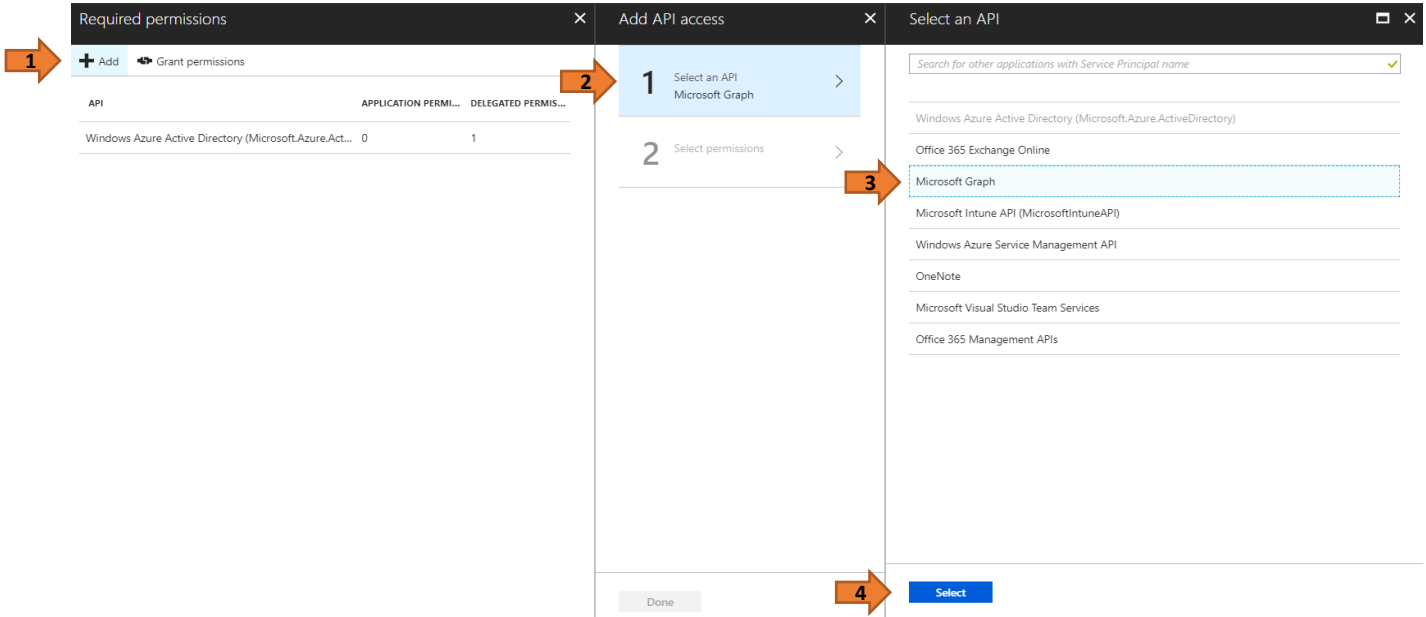 Required permissions
1
Add
Grant permissions
API
APPLICATION PERMI...
DELEGATED PERMIS...
Windows Azure Active Directory (Microsoft.Azure.Act...
0
1
Add API access
2
1
Select an API
Microsoft Graph
2
Select permissions
Done
Select an API
Search for other applications with Service Principal name
Windows Azure Active Directory (Microsoft.Azure.ActiveDirectory)
Office 365 Exchange Online
3
Microsoft Graph
Microsoft Intune API (MicrosoftIntuneAPI)
Windows Azure Service Management API
OneNote
Microsoft Visual Studio Team Services
Office 365 Management APIs
4
Select